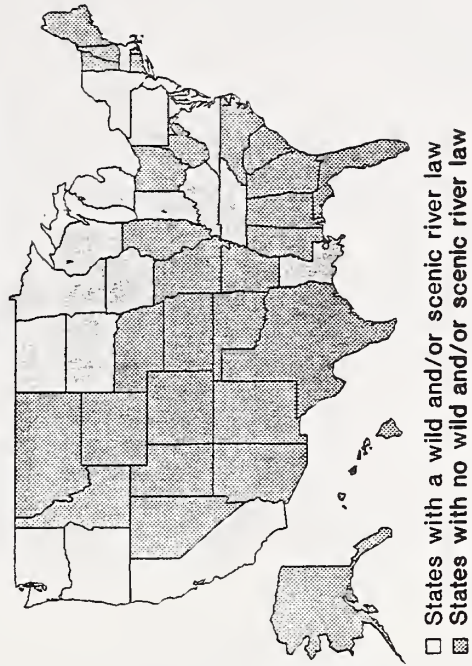 States with a wild and/or scenic river law
States with no wild and/or scenic river law